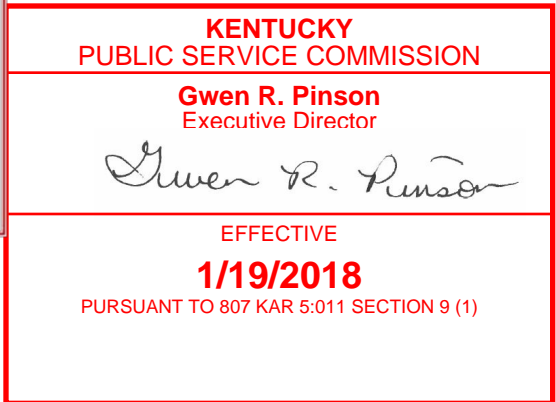 KENTUCKY
PUBLIC SERVICE COMMISSION
Gwen R. Pinson
Executive Director
Gwen R. Pinson
EFFECTIVE
1/19/2018
PURSUANT TO 807 KAR 5:011 SECTION 9 (1)